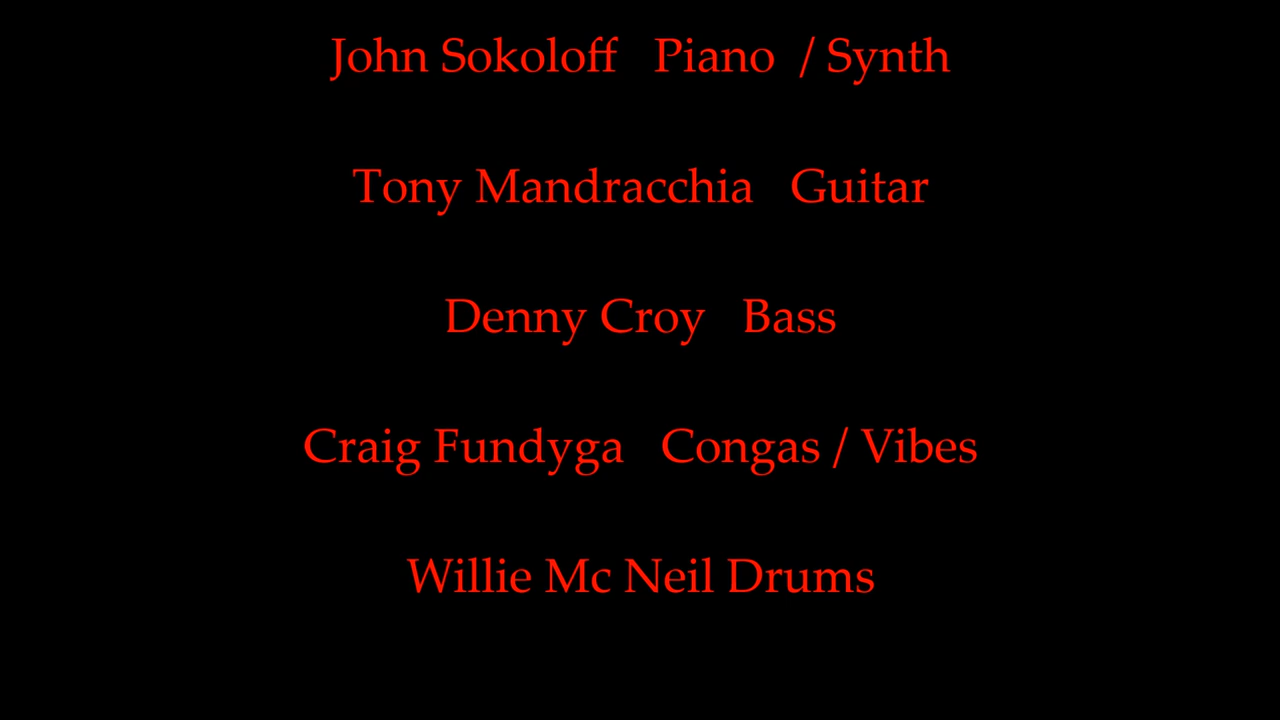 John Sokoloff   Piano  / Synth
Tony Mandracchia   Guitar
Denny Croy   Bass
Craig Fundyga   Congas / Vibes
Willie Mc Neil Drums